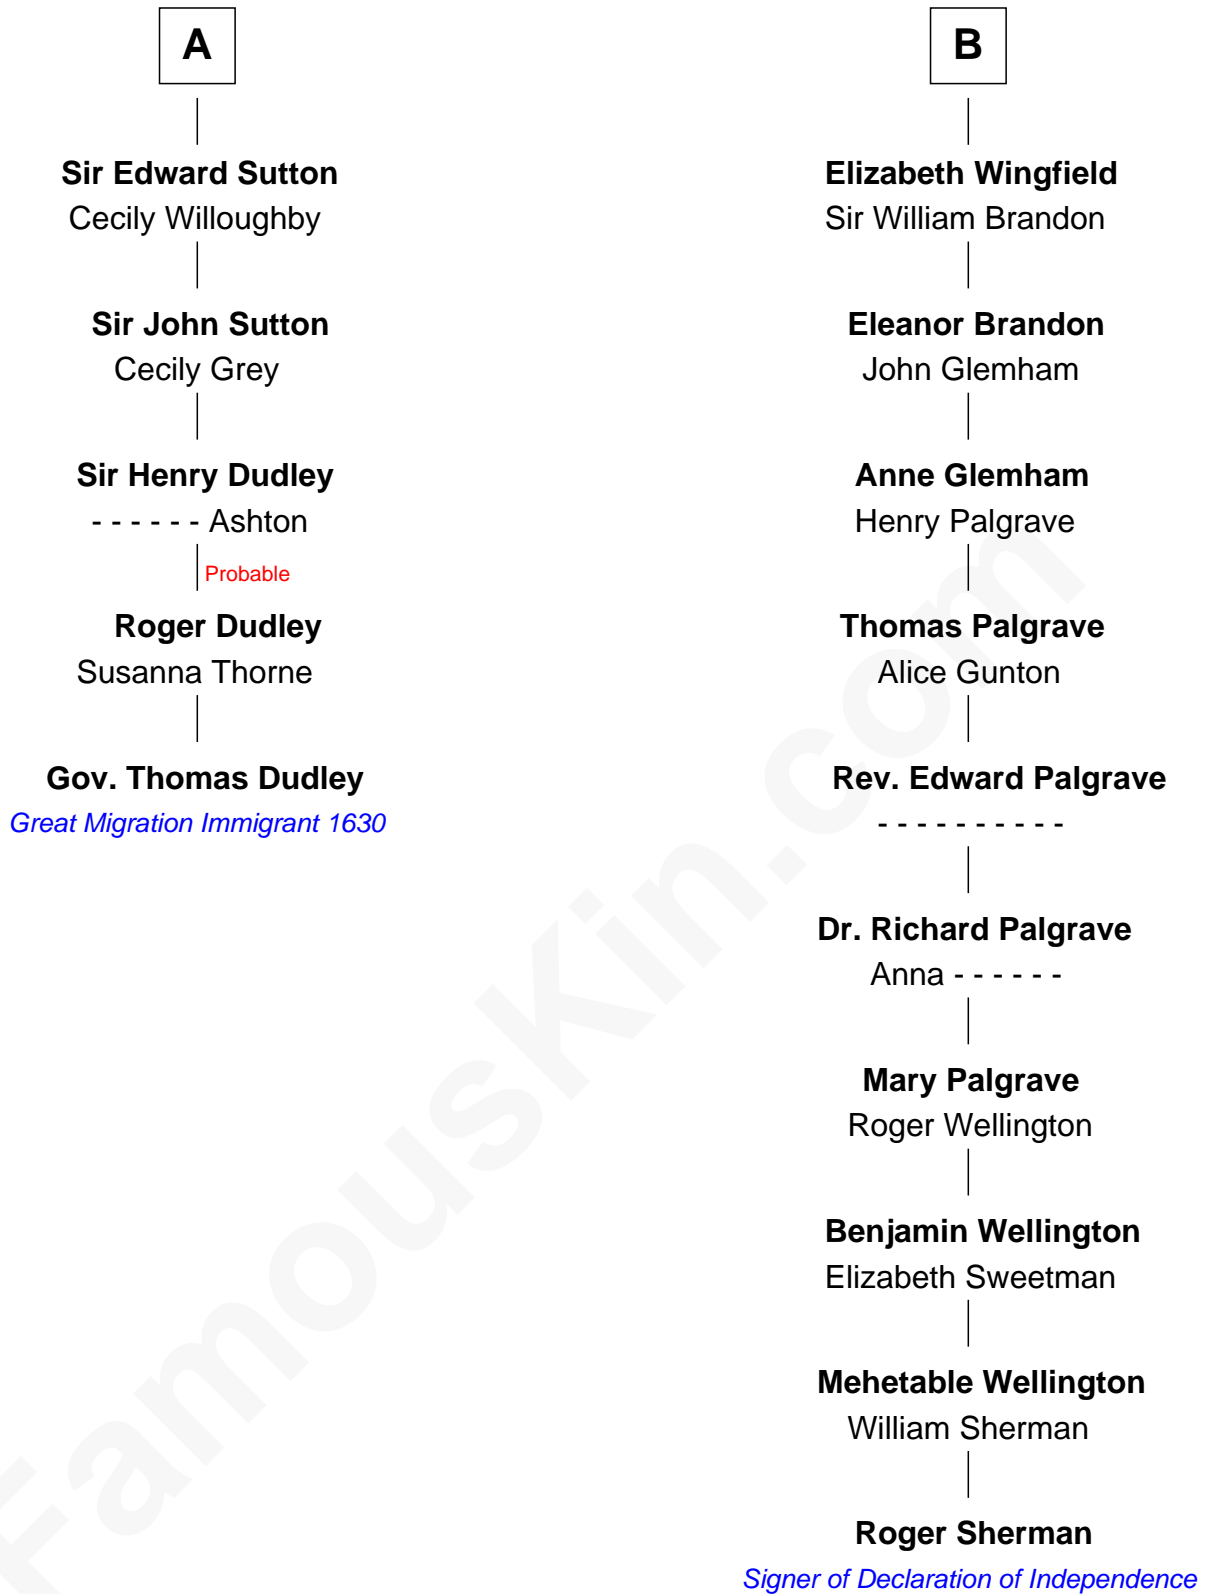 A
Sir Edward Sutton
Cecily Willoughby
Sir John Sutton
Cecily Grey
Sir Henry Dudley
- - - - - - Ashton
Probable
Roger Dudley
Susanna Thorne
Gov. Thomas Dudley
Great Migration Immigrant 1630
B
Elizabeth Wingfield
Sir William Brandon
Eleanor Brandon
John Glemham
Anne Glemham
Henry Palgrave
Thomas Palgrave
Alice Gunton
Rev. Edward Palgrave
- - - - - - - - - -
Dr. Richard Palgrave
Anna - - - - - -
Mary Palgrave
Roger Wellington
Benjamin Wellington
Elizabeth Sweetman
Mehetable Wellington
William Sherman
Roger Sherman
Signer of Declaration of Independence
FamousKin.com